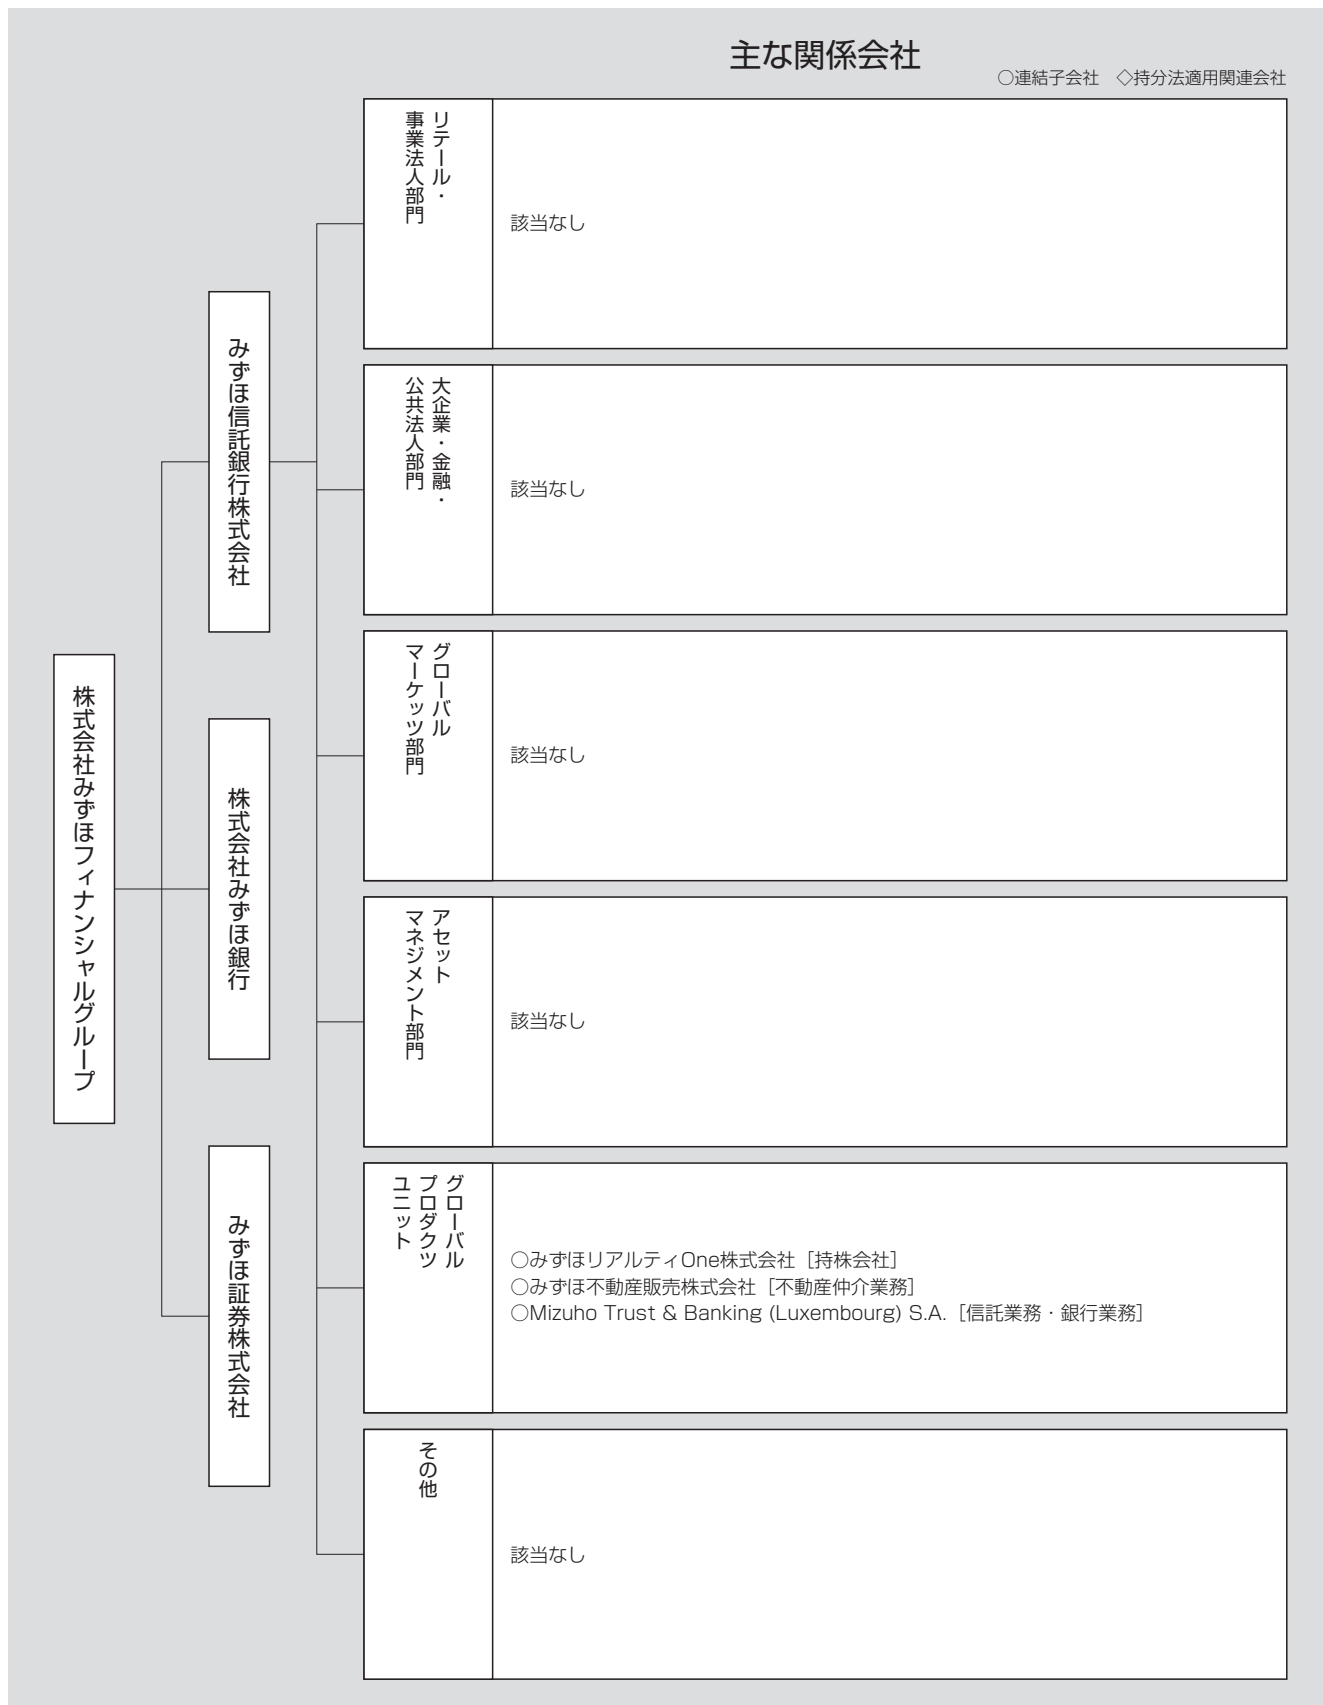 主な関係会社
○連結子会社　◇持分法適用関連会社
株式会社みずほフィナンシャルグループ
みずほ信託銀行株式会社
株式会社みずほ銀行
みずほ証券株式会社
リテール・
事業法人部門
該当なし
大企業・金融・
公共法人部門
該当なし
グローバル
マーケッツ部門
該当なし
アセット
マネジメント部門
該当なし
グローバル
プロダクツ
ユニット
○みずほリアルティOne株式会社［持株会社］
○みずほ不動産販売株式会社［不動産仲介業務］
○Mizuho Trust & Banking (Luxembourg) S.A.［信託業務・銀行業務］
その他
該当なし